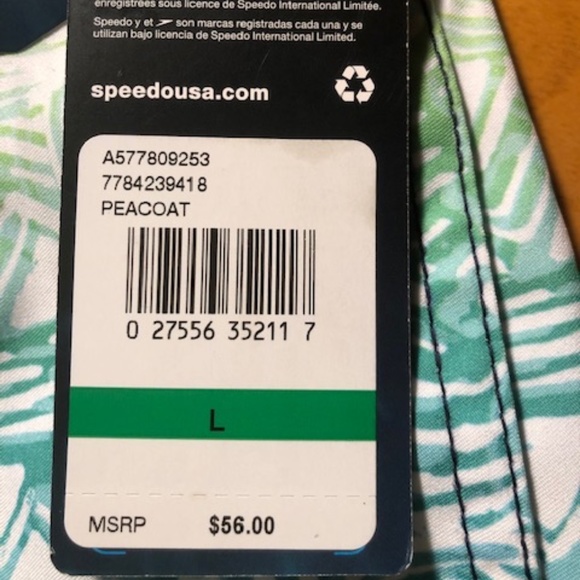 enregistrées sous licence de Speedo International Limitée.
Speedo y et son marcas registradas cada una y se
utilizan bajo licencia de Speedo International Limited.
speedousa.com
A577809253
7784239418
PEACOAT
0 27556 35211 7
L
MSRP $56.00